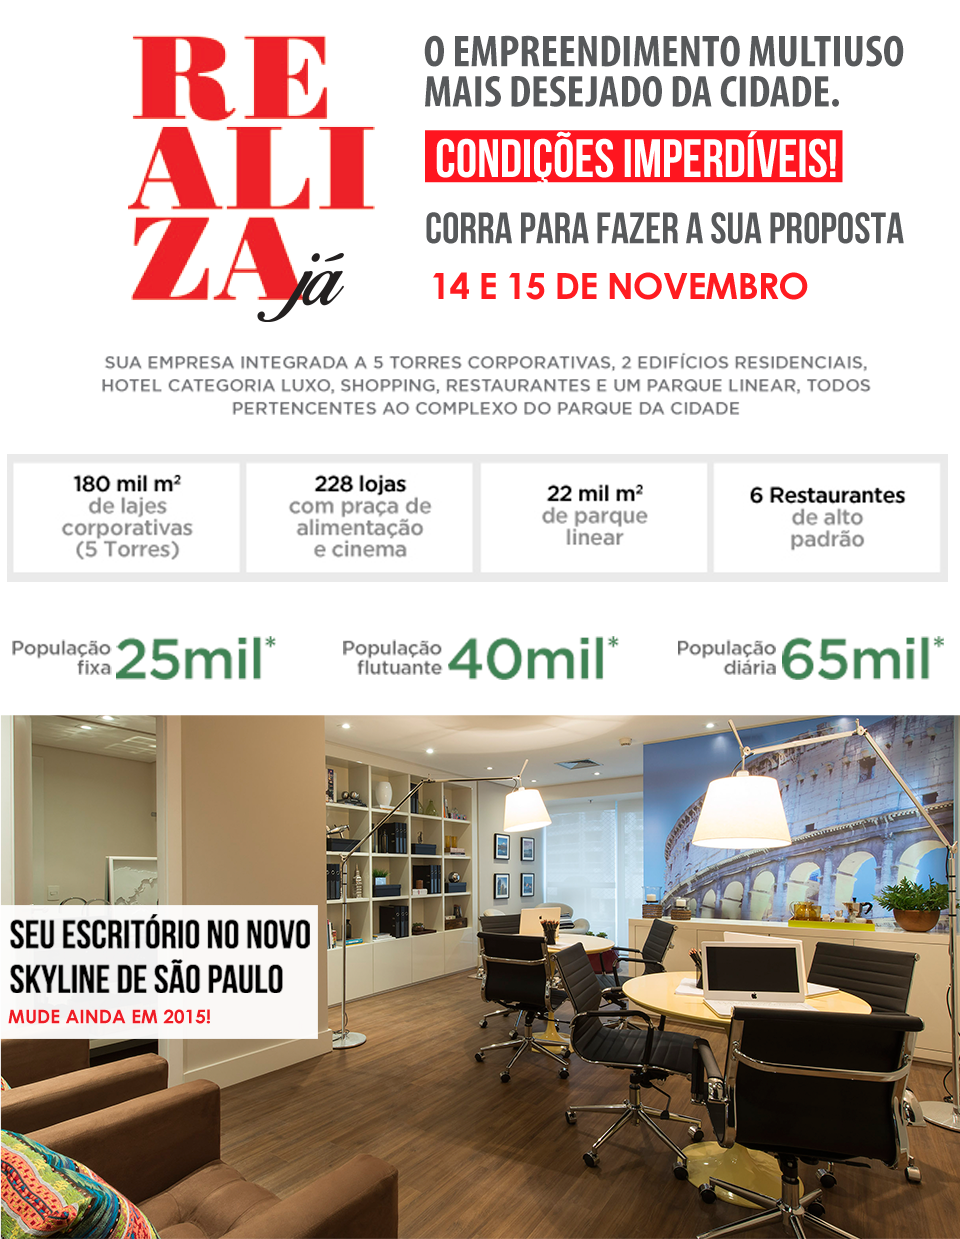 RE
ALI
ZA
já
O EMPREENDIMENTO MULTIUSO
MAIS DESEJADO DA CIDADE.
CONDIÇÕES IMPERDÍVEIS!
CORRA PARA FAZER A SUA PROPOSTA
14 E 15 DE NOVEMBRO
SUA EMPRESA INTEGRADA A 5 TORRES CORPORATIVAS, 2 EDIFÍCIOS RESIDENCIAIS,
HOTEL CATEGORIA LUXO, SHOPPING, RESTAURANTES E UM PARQUE LINEAR, TODOS
PERTENCENTES AO COMPLEXO DO PARQUE DA CIDADE
180 mil m²
de lajes
corporativas
(5 Torres)
228 lojas
com praça de
alimentação
e cinema
22 mil m²
de parque
linear
6 Restaurantes
de alto
padrão
População
fixa 25mil*
População
flutuante 40mil*
População
diária 65mil*
SEU ESCRITÓRIO NO NOVO
SKYLINE DE SÃO PAULO
MUDE AINDA EM 2015!